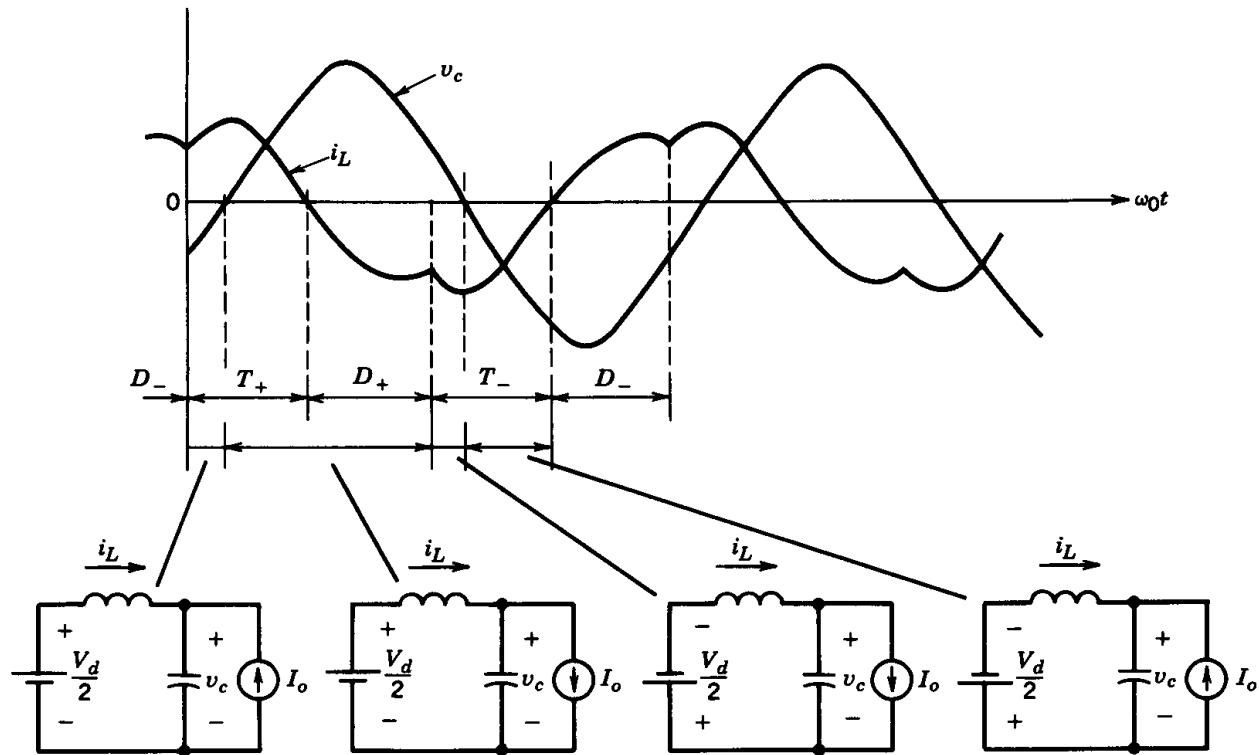 v_c
i_L
0
ω_0 t
D_-
T_+
D_+
T_-
D_-
i_L
i_L
i_L
i_L
+
V_d/2
-
+
v_c
-
I_o
+
V_d/2
-
+
v_c
-
I_o
-
V_d/2
+
+
v_c
-
I_o
-
V_d/2
+
+
v_c
-
I_o